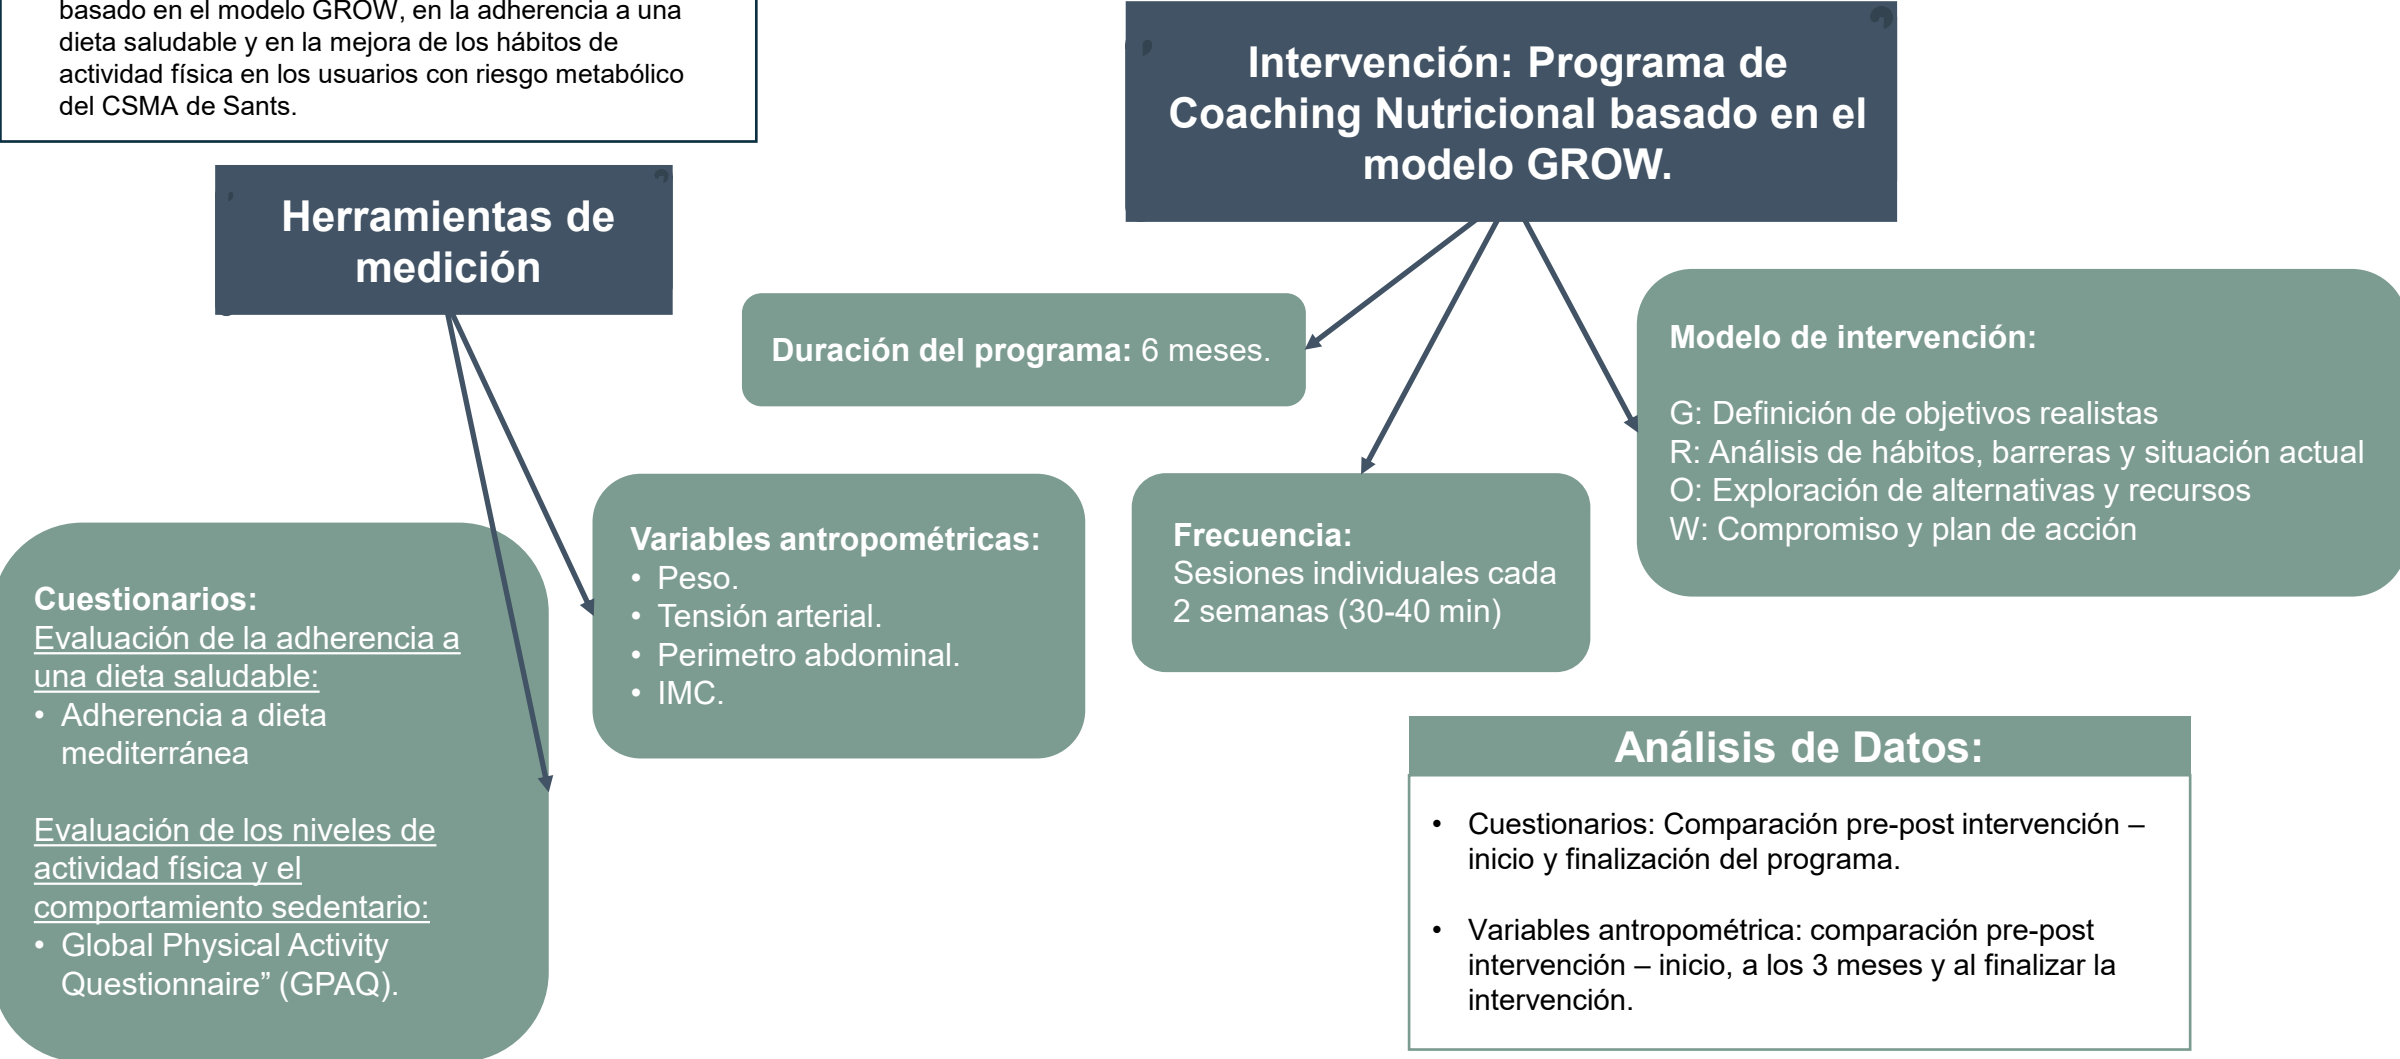 basado en el modelo GROW, en la adherencia a una
dieta saludable y en la mejora de los hábitos de
actividad física en los usuarios con riesgo metabólico
del CSMA de Sants.
Herramientas de
medición
Cuestionarios:
Evaluación de la adherencia a
una dieta saludable:
• Adherencia a dieta
mediterránea
Evaluación de los niveles de
actividad física y el
comportamiento sedentario:
• Global Physical Activity
Questionnaire” (GPAQ).
Variables antropométricas:
• Peso.
• Tensión arterial.
• Perimetro abdominal.
• IMC.
Intervención: Programa de
Coaching Nutricional basado en el
modelo GROW.
Duración del programa: 6 meses.
Frecuencia:
Sesiones individuales cada
2 semanas (30-40 min)
Modelo de intervención:
G: Definición de objetivos realistas
R: Análisis de hábitos, barreras y situación actual
O: Exploración de alternativas y recursos
W: Compromiso y plan de acción
Análisis de Datos:
• Cuestionarios: Comparación pre-post intervención –
inicio y finalización del programa.
• Variables antropométrica: comparación pre-post
intervención – inicio, a los 3 meses y al finalizar la
intervención.